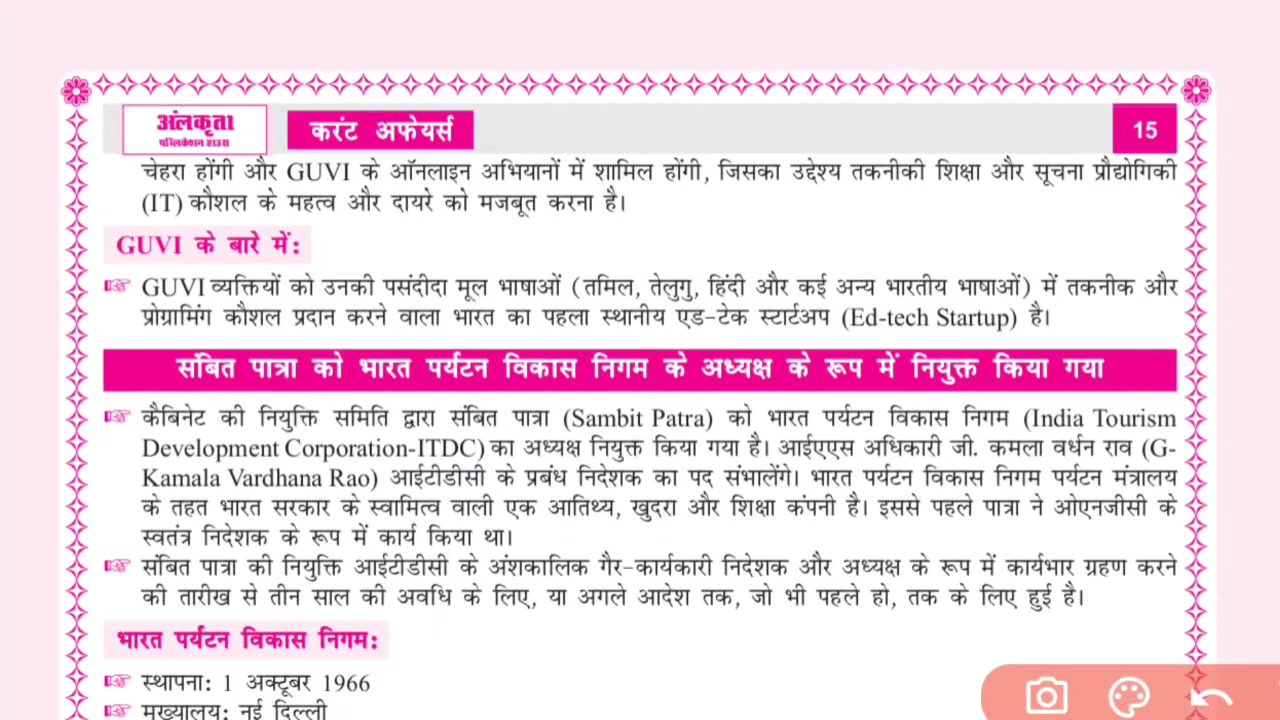 अंलकृता
पब्लिकेशन हाउस
करंट अफेयर्स
15
चेहरा होंगी और GUVI के ऑनलाइन अभियानों में शामिल होंगी, जिसका उद्देश्य तकनीकी शिक्षा और सूचना प्रौद्योगिकी
(IT) कौशल के महत्व और दायरे को मजबूत करना है।
GUVI के बारे में:
GUVI व्यक्तियों को उनकी पसंदीदा मूल भाषाओं (तमिल, तेलुगु, हिंदी और कई अन्य भारतीय भाषाओं) में तकनीक और
प्रोग्रामिंग कौशल प्रदान करने वाला भारत का पहला स्थानीय एड-टेक स्टार्टअप (Ed-tech Startup) है।
संबित पात्रा को भारत पर्यटन विकास निगम के अध्यक्ष के रूप में नियुक्त किया गया
कैबिनेट की नियुक्ति समिति द्वारा संबित पात्रा (Sambit Patra) को भारत पर्यटन विकास निगम (India Tourism
Development Corporation-ITDC) का अध्यक्ष नियुक्त किया गया है। आईएएस अधिकारी जी. कमला वर्धन राव (G-
Kamala Vardhana Rao) आईटीडीसी के प्रबंध निदेशक का पद संभालेंगे। भारत पर्यटन विकास निगम पर्यटन मंत्रालय
के तहत भारत सरकार के स्वामित्व वाली एक आतिथ्य, खुदरा और शिक्षा कंपनी है। इससे पहले पात्रा ने ओएनजीसी के
स्वतंत्र निदेशक के रूप में कार्य किया था।
संबित पात्रा की नियुक्ति आईटीडीसी के अंशकालिक गैर-कार्यकारी निदेशक और अध्यक्ष के रूप में कार्यभार ग्रहण करने
की तारीख से तीन साल की अवधि के लिए, या अगले आदेश तक, जो भी पहले हो, तक के लिए हुई है।
भारत पर्यटन विकास निगम:
स्थापना: 1 अक्टूबर 1966
मुख्यालय: नई दिल्ली